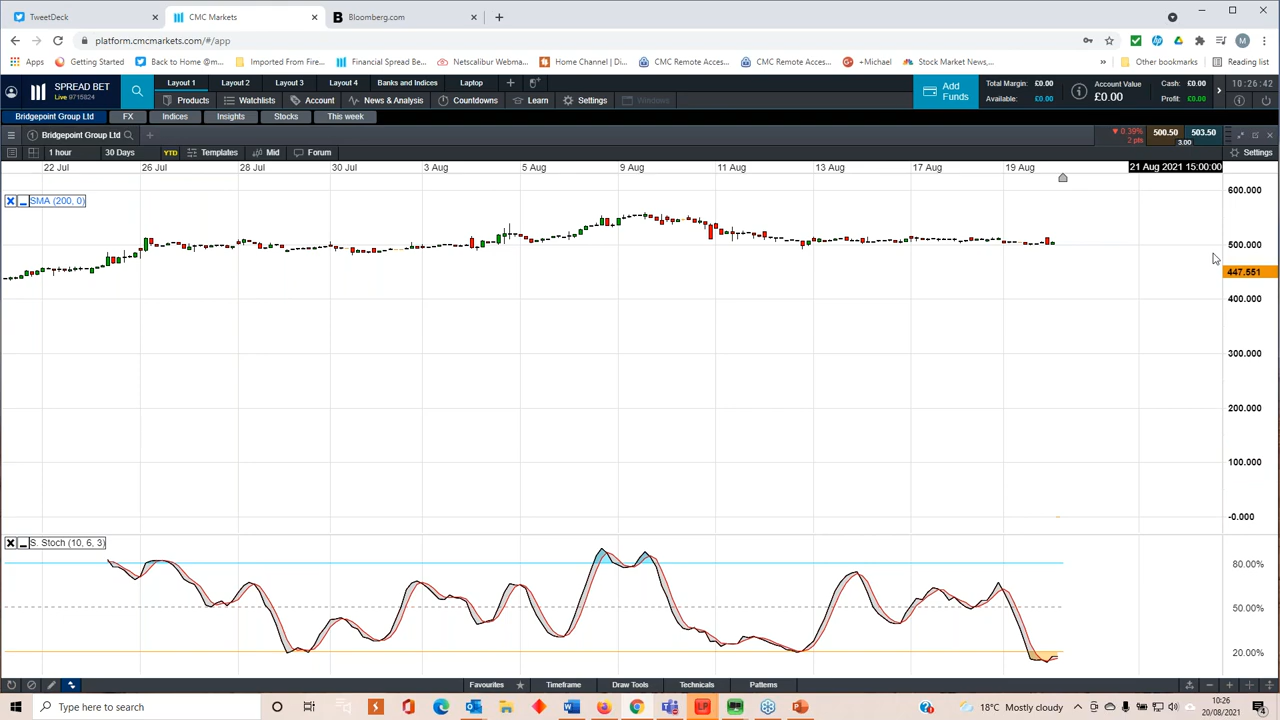 TweetDeck
CMC Markets
Bloomberg.com
platform.cmcmarkets.com/#/app
Apps
Getting Started
Back to Home @m...
Imported From Fire...
Financial Spread Be...
Netscalibur Webma...
Home Channel | Di...
CMC Remote Acces...
CMC Remote Acces...
+Michael
Stock Market News,...
Other bookmarks
Reading list
SPREAD BET
Live 9715824
Layout 1
Layout 2
Layout 3
Layout 4
Banks and Indices
Laptop
Products
Watchlists
Account
News & Analysis
Countdowns
Learn
Settings
Windows
Add Funds
Total Margin: £0.00
Available: £0.00
Account Value
£0.00
Cash: £0.00
Profit: £0.00
10:26:42
Bridgepoint Group Ltd
FX
Indices
Insights
Stocks
This week
1 Bridgepoint Group Ltd
▼ 0.39%
2 pts
500.50
503.50
3.00
1 hour
30 Days
YTD
Templates
Mid
Forum
Settings
22 Jul
26 Jul
28 Jul
30 Jul
3 Aug
5 Aug
9 Aug
11 Aug
13 Aug
17 Aug
19 Aug
21 Aug 2021 15:00:00
SMA (200, 0)
600.000
500.000
447.551
400.000
300.000
200.000
100.000
-0.000
S. Stoch (10, 6, 3)
80.00%
50.00%
20.00%
Favourites
Timeframe
Draw Tools
Technicals
Patterns
Type here to search
18°C Mostly cloudy
10:26
20/08/2021